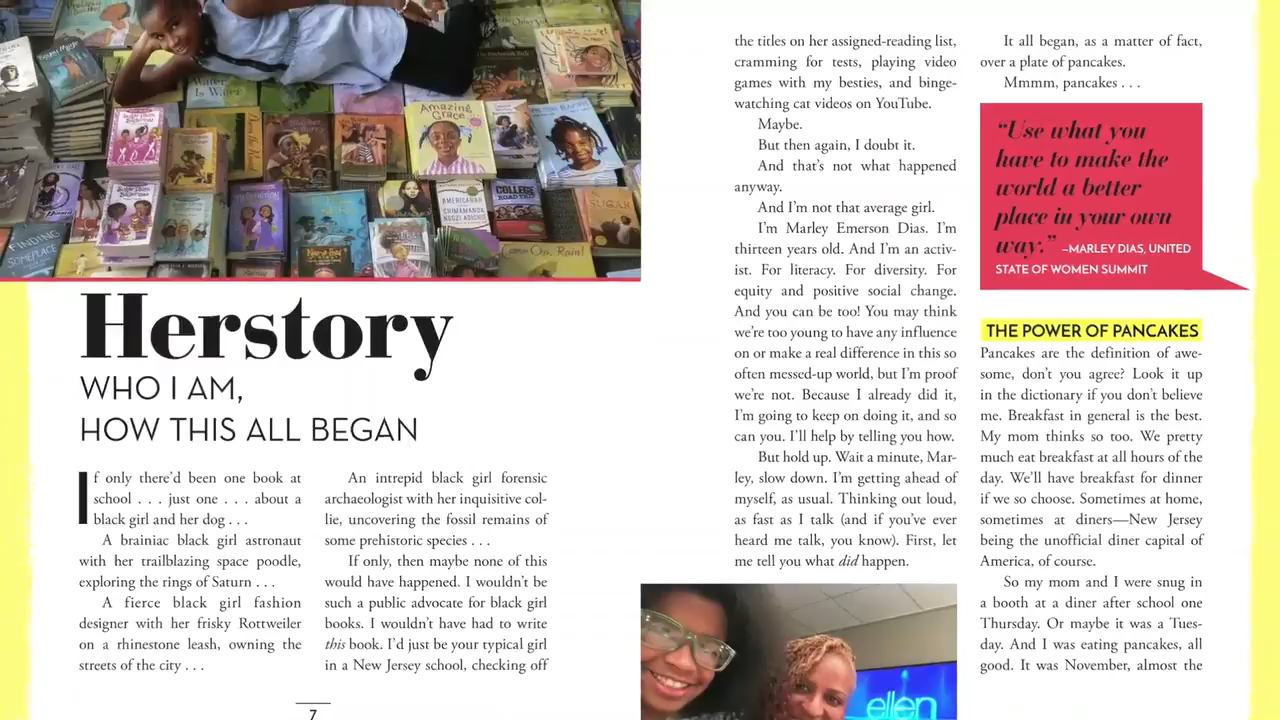 Water Is Water
Amazing Grace
AMERICANAH
CHIMAMANDA NGOZI ADICHIE
COLLEGE ROAD TRIP
SUGAR
FINDING SOMEPLACE
Come On, Rain!
Herstory
WHO I AM,
HOW THIS ALL BEGAN
If only there’d been one book at
school . . . just one . . . about a
black girl and her dog . . .
A brainiac black girl astronaut
with her trailblazing space poodle,
exploring the rings of Saturn . . .
A fierce black girl fashion
designer with her frisky Rottweiler
on a rhinestone leash, owning the
streets of the city . . .
An intrepid black girl forensic
archaeologist with her inquisitive col-
lie, uncovering the fossil remains of
some prehistoric species . . .
If only, then maybe none of this
would have happened. I wouldn’t be
such a public advocate for black girl
books. I wouldn’t have had to write
this book. I’d just be your typical girl
in a New Jersey school, checking off
7
the titles on her assigned-reading list,
cramming for tests, playing video
games with my besties, and binge-
watching cat videos on YouTube.
Maybe.
But then again, I doubt it.
And that’s not what happened
anyway.
And I’m not that average girl.
I’m Marley Emerson Dias. I’m
thirteen years old. And I’m an activ-
ist. For literacy. For diversity. For
equity and positive social change.
And you can be too! You may think
we’re too young to have any influence
on or make a real difference in this so
often messed-up world, but I’m proof
we’re not. Because I already did it,
I’m going to keep on doing it, and so
can you. I’ll help by telling you how.
But hold up. Wait a minute, Mar-
ley, slow down. I’m getting ahead of
myself, as usual. Thinking out loud,
as fast as I talk (and if you’ve ever
heard me talk, you know). First, let
me tell you what did happen.
ellen
It all began, as a matter of fact,
over a plate of pancakes.
Mmmm, pancakes . . .
“Use what you
have to make the
world a better
place in your own
way.” –MARLEY DIAS, UNITED
STATE OF WOMEN SUMMIT
THE POWER OF PANCAKES
Pancakes are the definition of awe-
some, don’t you agree? Look it up
in the dictionary if you don’t believe
me. Breakfast in general is the best.
My mom thinks so too. We pretty
much eat breakfast at all hours of the
day. We’ll have breakfast for dinner
if we so choose. Sometimes at home,
sometimes at diners—New Jersey
being the unofficial diner capital of
America, of course.
So my mom and I were snug in
a booth at a diner after school one
Thursday. Or maybe it was a Tues-
day. And I was eating pancakes, all
good. It was November, almost the